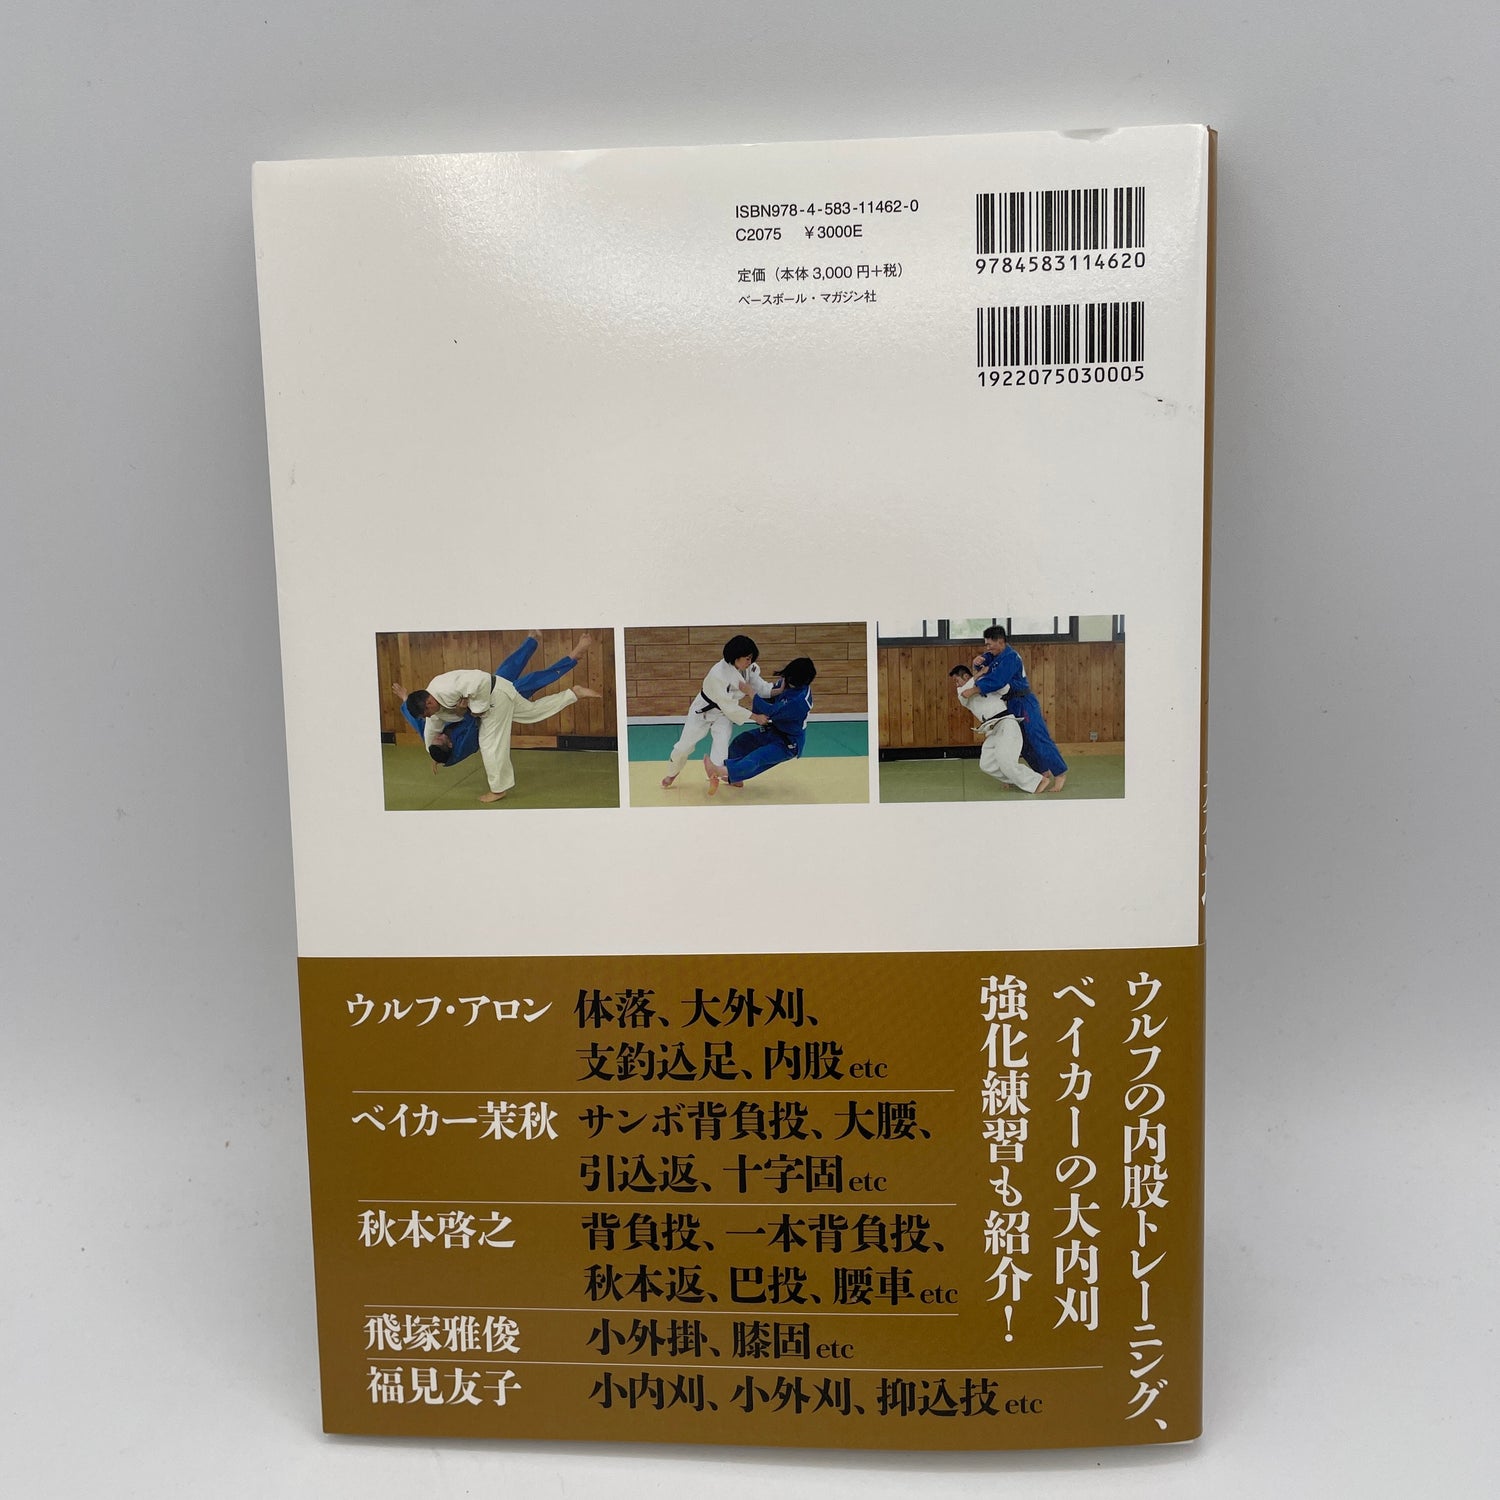 ISBN978-4-583-11462-0
C2075 ¥3000E
定価（本体3,000円＋税）
ベースボール・マガジン社
9784583114620
1922075030005
ウルフの内股トレーニング、
ベイカーの大内刈
強化練習も紹介！
ウルフ・アロン 体落、大外刈、
支釣込足、内股etc
ベイカー茉秋 サンボ背負投、大腰、
引込返、十字固etc
秋本啓之 背負投、一本背負投、
秋本返、巴投、腰車etc
飛塚雅俊 小外掛、膝固etc
福見友子 小内刈、小外刈、抑込技etc